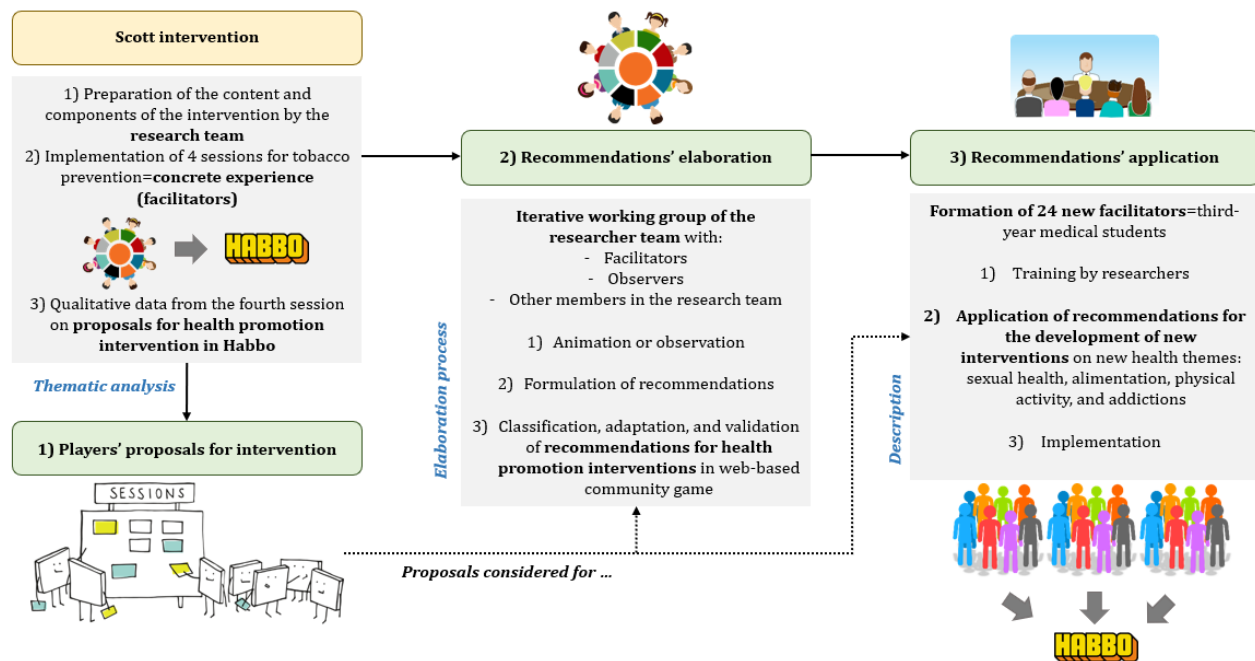 Scott intervention
1) Preparation of the content and
components of the intervention by the
research team
2) Implementation of 4 sessions for tobacco
prevention=concrete experience
(facilitators)
HABBO
3) Qualitative data from the fourth session
on proposals for health promotion
intervention in Habbo
Thematic analysis
1) Players' proposals for intervention
SESSIONS
Proposals considered for ...
2) Recommendations' elaboration
Elaboration process
Iterative working group of the
researcher team with:
- Facilitators
- Observers
- Other members in the research team
1) Animation or observation
2) Formulation of recommendations
3) Classification, adaptation, and validation
of recommendations for health
promotion interventions in web-based
community game
3) Recommendations' application
Description
Formation of 24 new facilitators=third-
year medical students
1) Training by researchers
2) Application of recommendations for
the development of new
interventions on new health themes:
sexual health, alimentation, physical
activity, and addictions
3) Implementation
HABBO